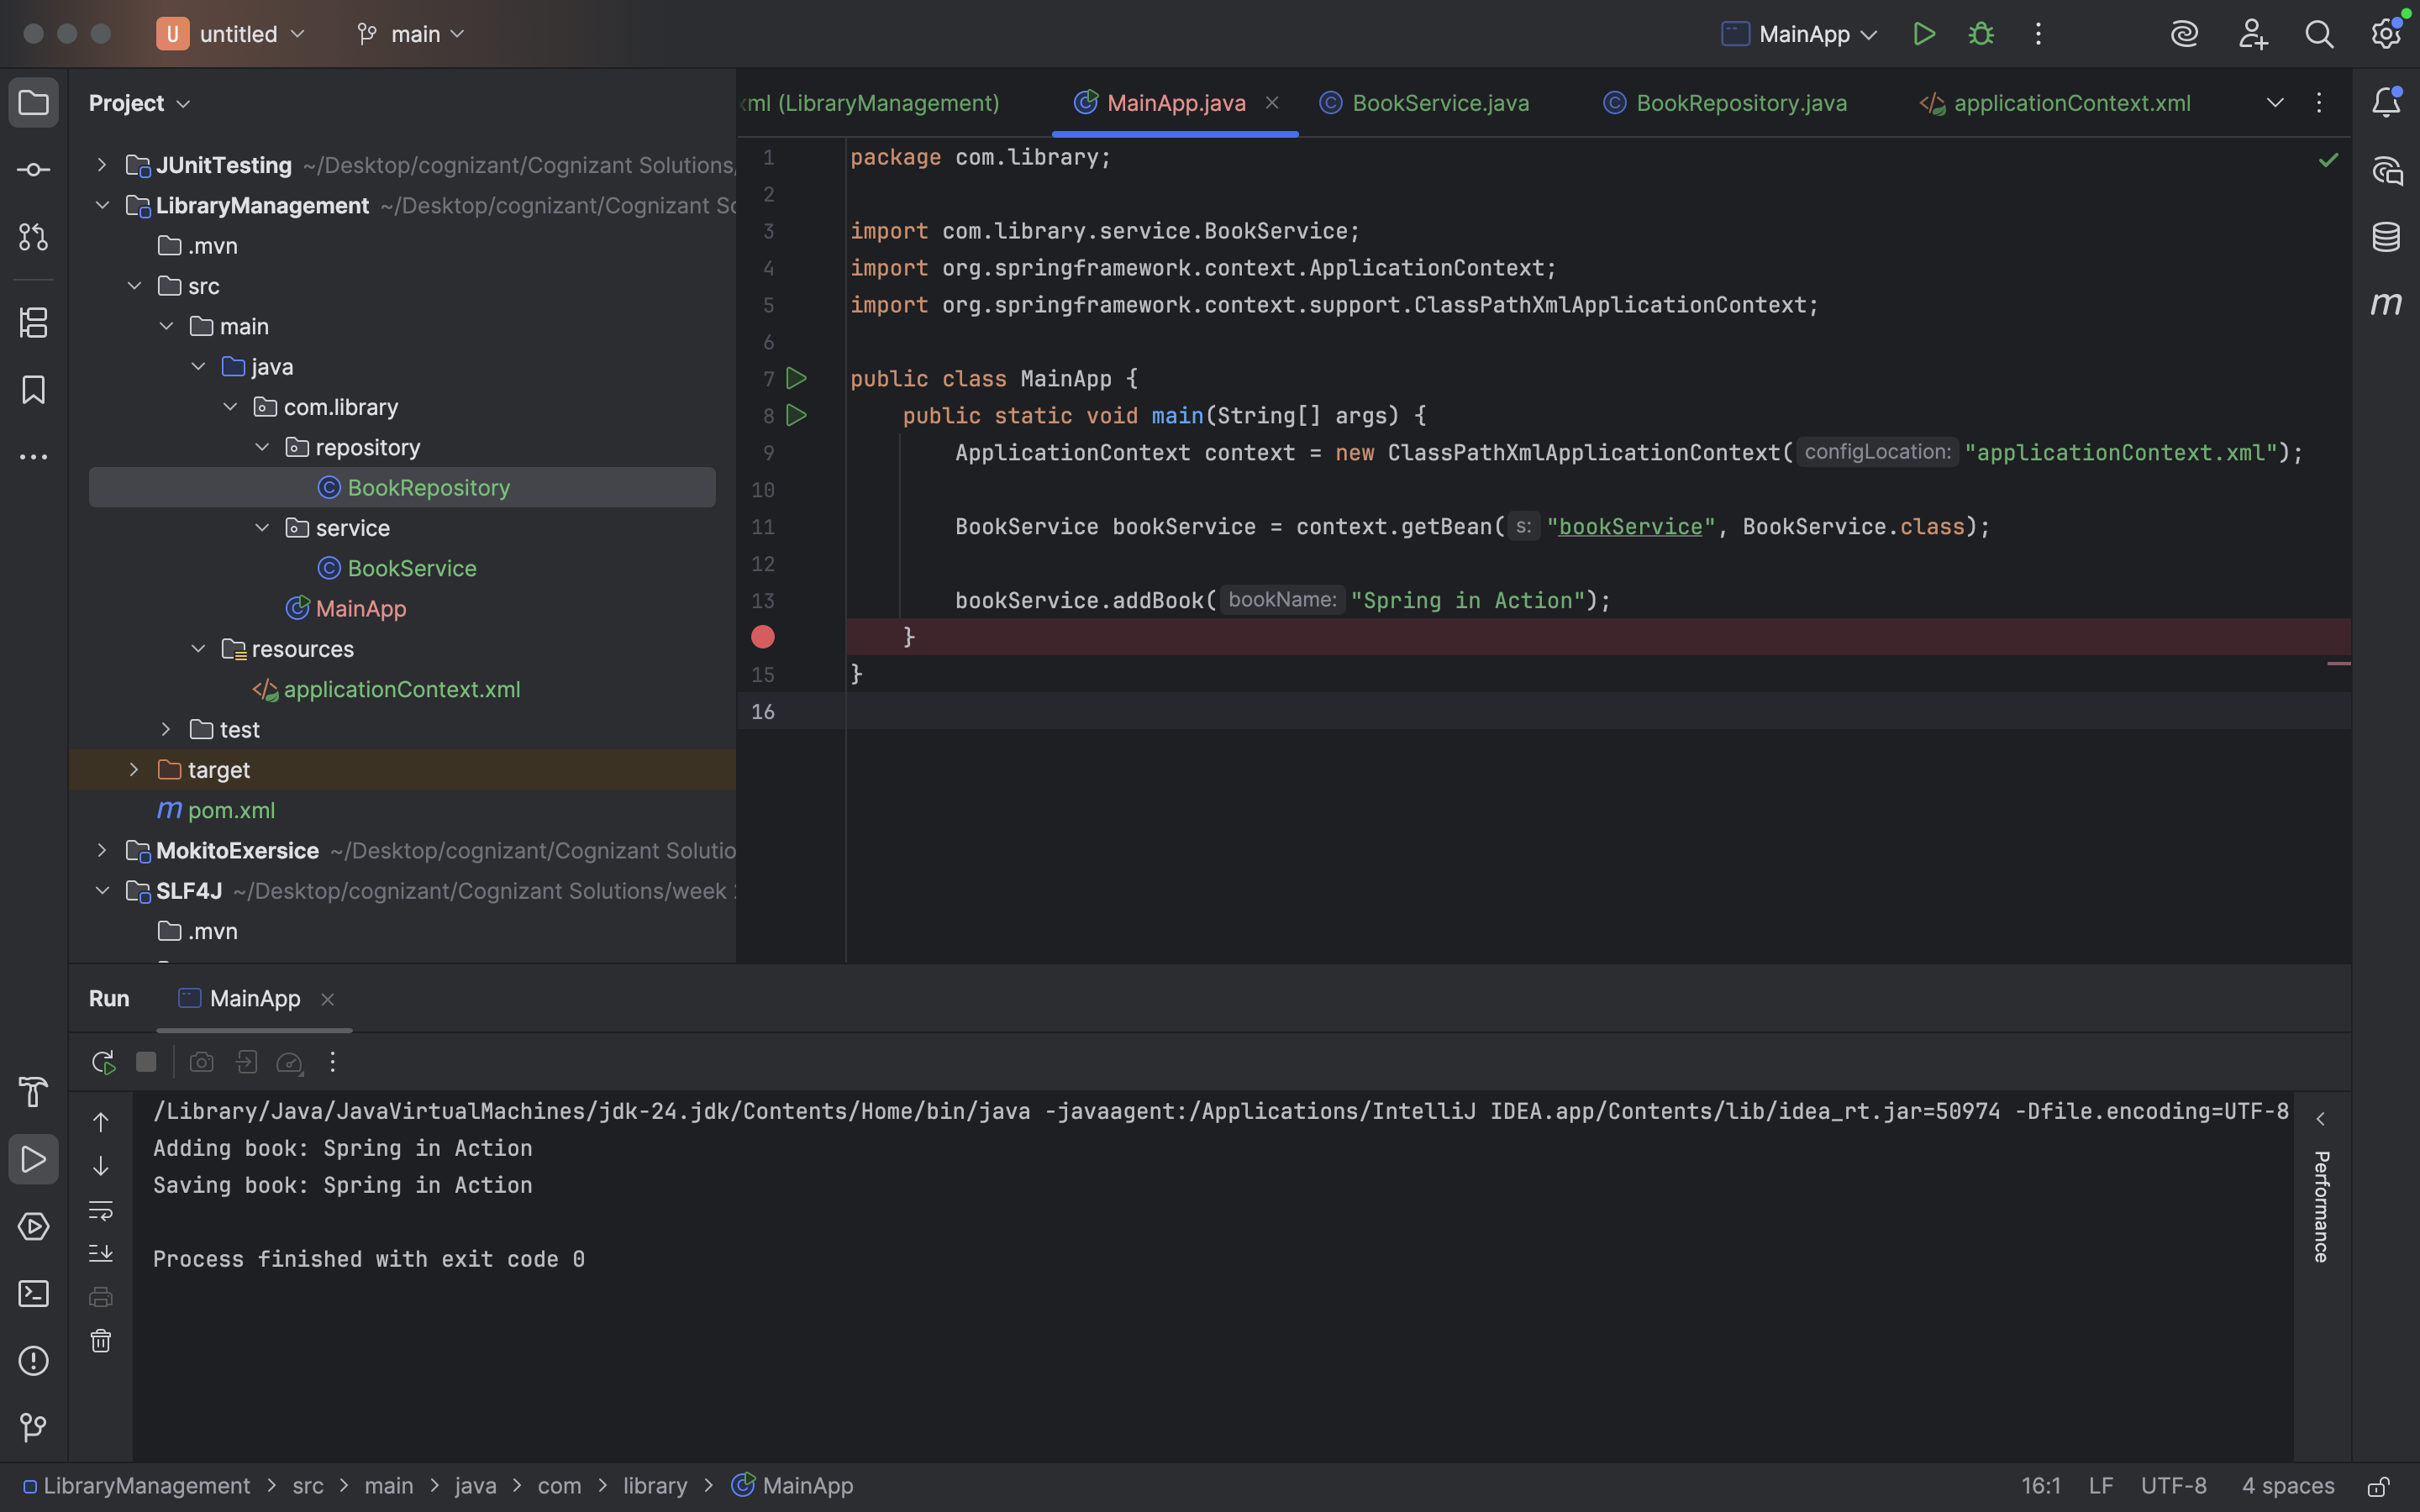 U untitled main MainApp
Project
xml (LibraryManagement) MainApp.java BookService.java BookRepository.java applicationContext.xml
JUnitTesting ~/Desktop/cognizant/Cognizant Solutions/
LibraryManagement ~/Desktop/cognizant/Cognizant So
.mvn
src
main
java
com.library
repository
BookRepository
service
BookService
MainApp
resources
applicationContext.xml
test
target
m pom.xml
MokitoExersice ~/Desktop/cognizant/Cognizant Solutio
SLF4J ~/Desktop/cognizant/Cognizant Solutions/week
.mvn
1 package com.library;
2
3 import com.library.service.BookService;
4 import org.springframework.context.ApplicationContext;
5 import org.springframework.context.support.ClassPathXmlApplicationContext;
6
7 public class MainApp {
8 public static void main(String[] args) {
9 ApplicationContext context = new ClassPathXmlApplicationContext( configLocation: "applicationContext.xml");
10
11 BookService bookService = context.getBean( s: "bookService", BookService.class);
12
13 bookService.addBook( bookName: "Spring in Action");
}
15 }
16
m
Run MainApp
/Library/Java/JavaVirtualMachines/jdk-24.jdk/Contents/Home/bin/java -javaagent:/Applications/IntelliJ IDEA.app/Contents/lib/idea_rt.jar=50974 -Dfile.encoding=UTF-8
Adding book: Spring in Action
Saving book: Spring in Action
Process finished with exit code 0
Performance
LibraryManagement > src > main > java > com > library > MainApp 16:1 LF UTF-8 4 spaces